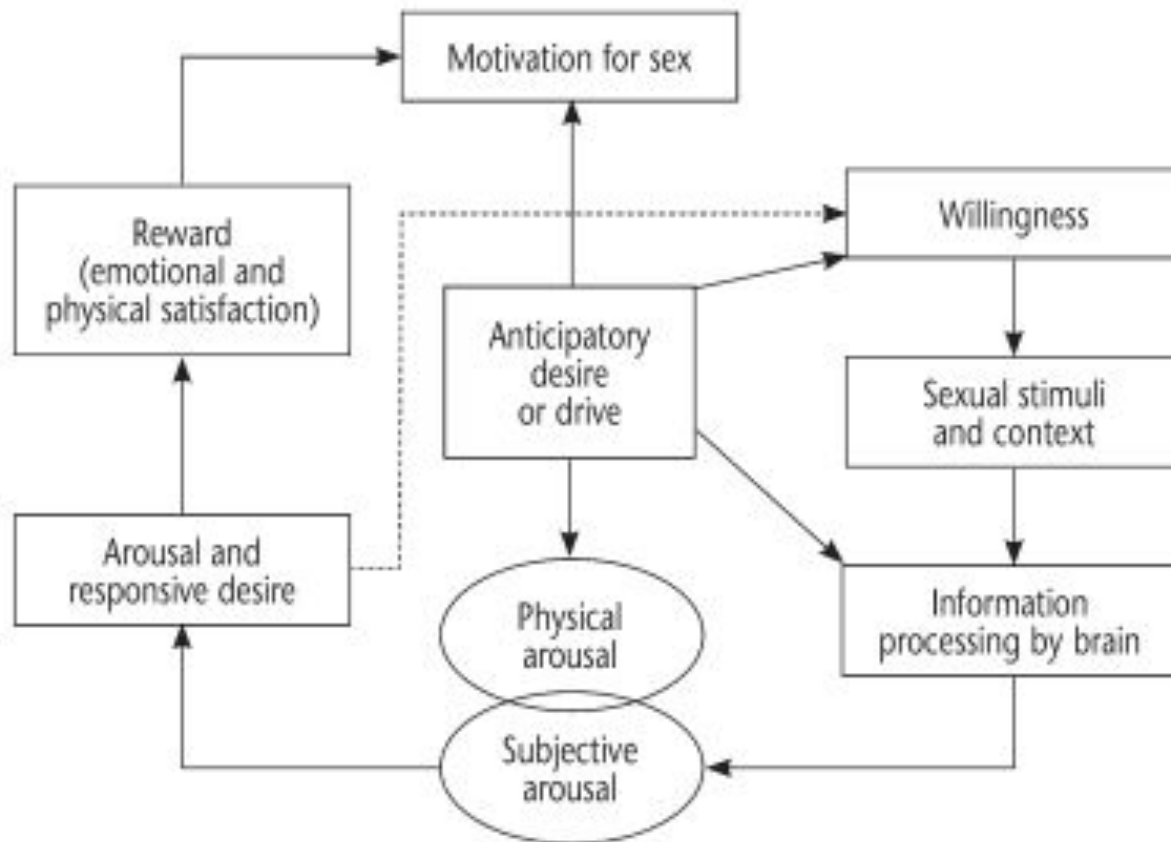 Motivation for sex
Reward
(emotional and
physical satisfaction)
Willingness
Anticipatory
desire
or drive
Sexual stimuli
and context
Arousal and
responsive desire
Physical
arousal
Information
processing by brain
Subjective
arousal